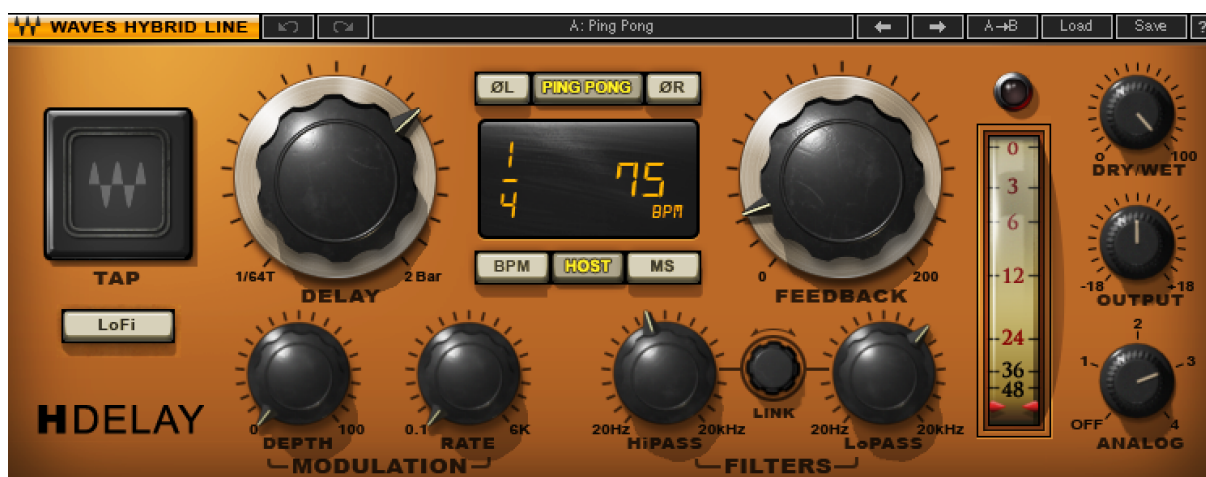 WAVES HYBRID LINE A: Ping Pong A→B Load Save ?
ØL PING PONG ØR
1/4 75 BPM
BPM HOST MS
TAP
LoFi
HDELAY
1/64T 2 Bar
DELAY
0 200
FEEDBACK
0 100
DEPTH
0.1 6K
RATE
MODULATION
20Hz 20kHz
HiPASS
LINK
20Hz 20kHz
LoPASS
FILTERS
0
3
6
12
24
36
48
0 100
DRY/WET
-18 +18
OUTPUT
OFF 1 2 3 4
ANALOG